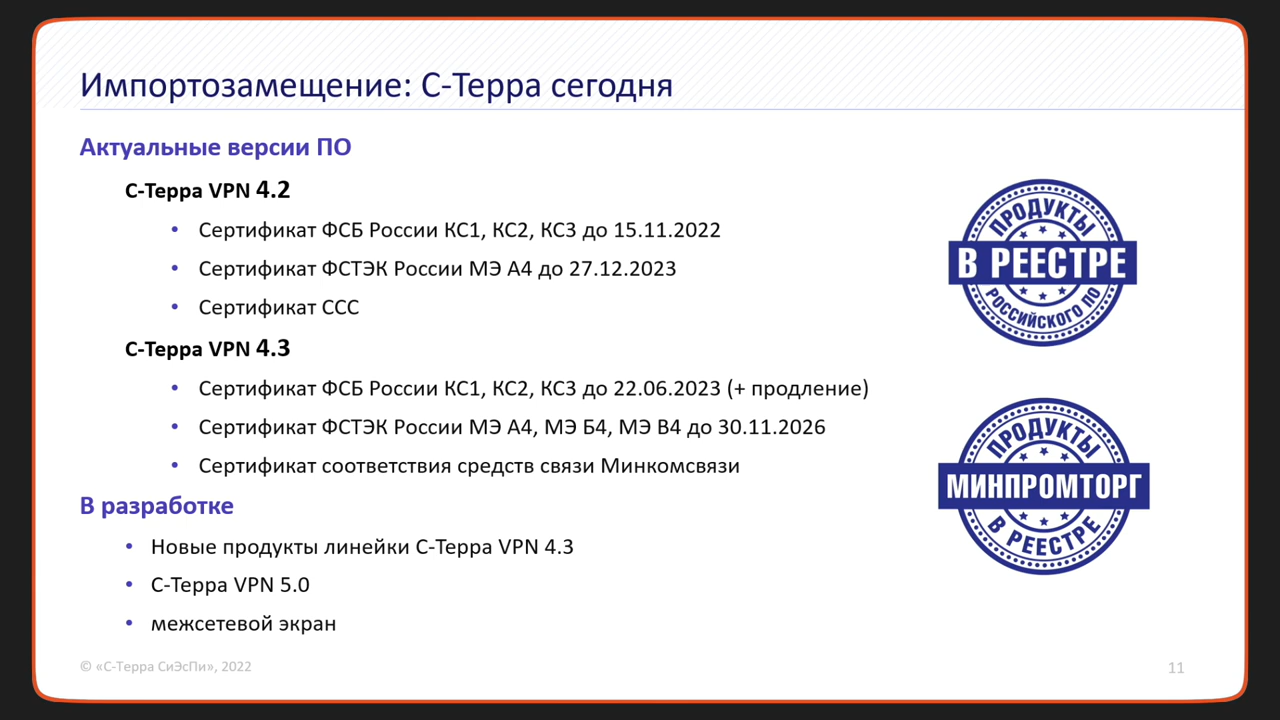 Импортозамещение: С-Терра сегодня
Актуальные версии ПО
С-Терра VPN 4.2
• Сертификат ФСБ России КС1, КС2, КС3 до 15.11.2022
• Сертификат ФСТЭК России МЭ А4 до 27.12.2023
• Сертификат ССС
С-Терра VPN 4.3
• Сертификат ФСБ России КС1, КС2, КС3 до 22.06.2023 (+ продление)
• Сертификат ФСТЭК России МЭ А4, МЭ Б4, МЭ В4 до 30.11.2026
• Сертификат соответствия средств связи Минкомсвязи
В разработке
• Новые продукты линейки С-Терра VPN 4.3
• С-Терра VPN 5.0
• межсетевой экран
ПРОДУКТЫ
В РЕЕСТРЕ
РОССИЙСКОГО ПО
ПРОДУКТЫ
МИНПРОМТОРГ
В РЕЕСТРЕ
© «С-Терра СиЭсПи», 2022
11